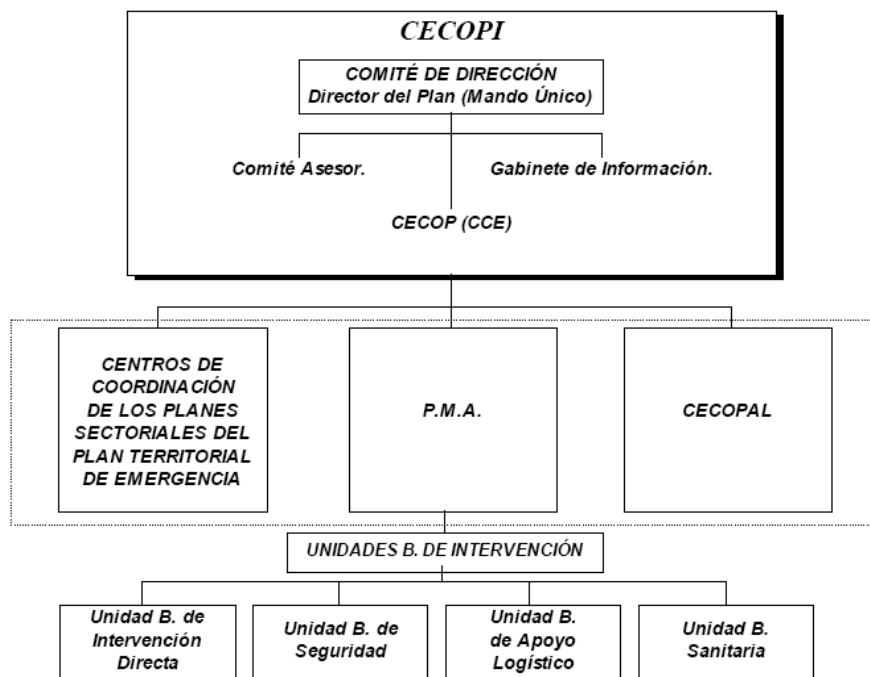 CECOPI
COMITÉ DE DIRECCIÓN
Director del Plan (Mando Único)
Comité Asesor.
Gabinete de Información.
CECOP (CCE)
CENTROS DE
COORDINACIÓN
DE LOS PLANES
SECTORIALES DEL
PLAN TERRITORIAL
DE EMERGENCIA
P.M.A.
CECOPAL
UNIDADES B. DE INTERVENCIÓN
Unidad B. de
Intervención
Directa
Unidad B. de
Seguridad
Unidad B.
de Apoyo
Logístico
Unidad B.
Sanitaria